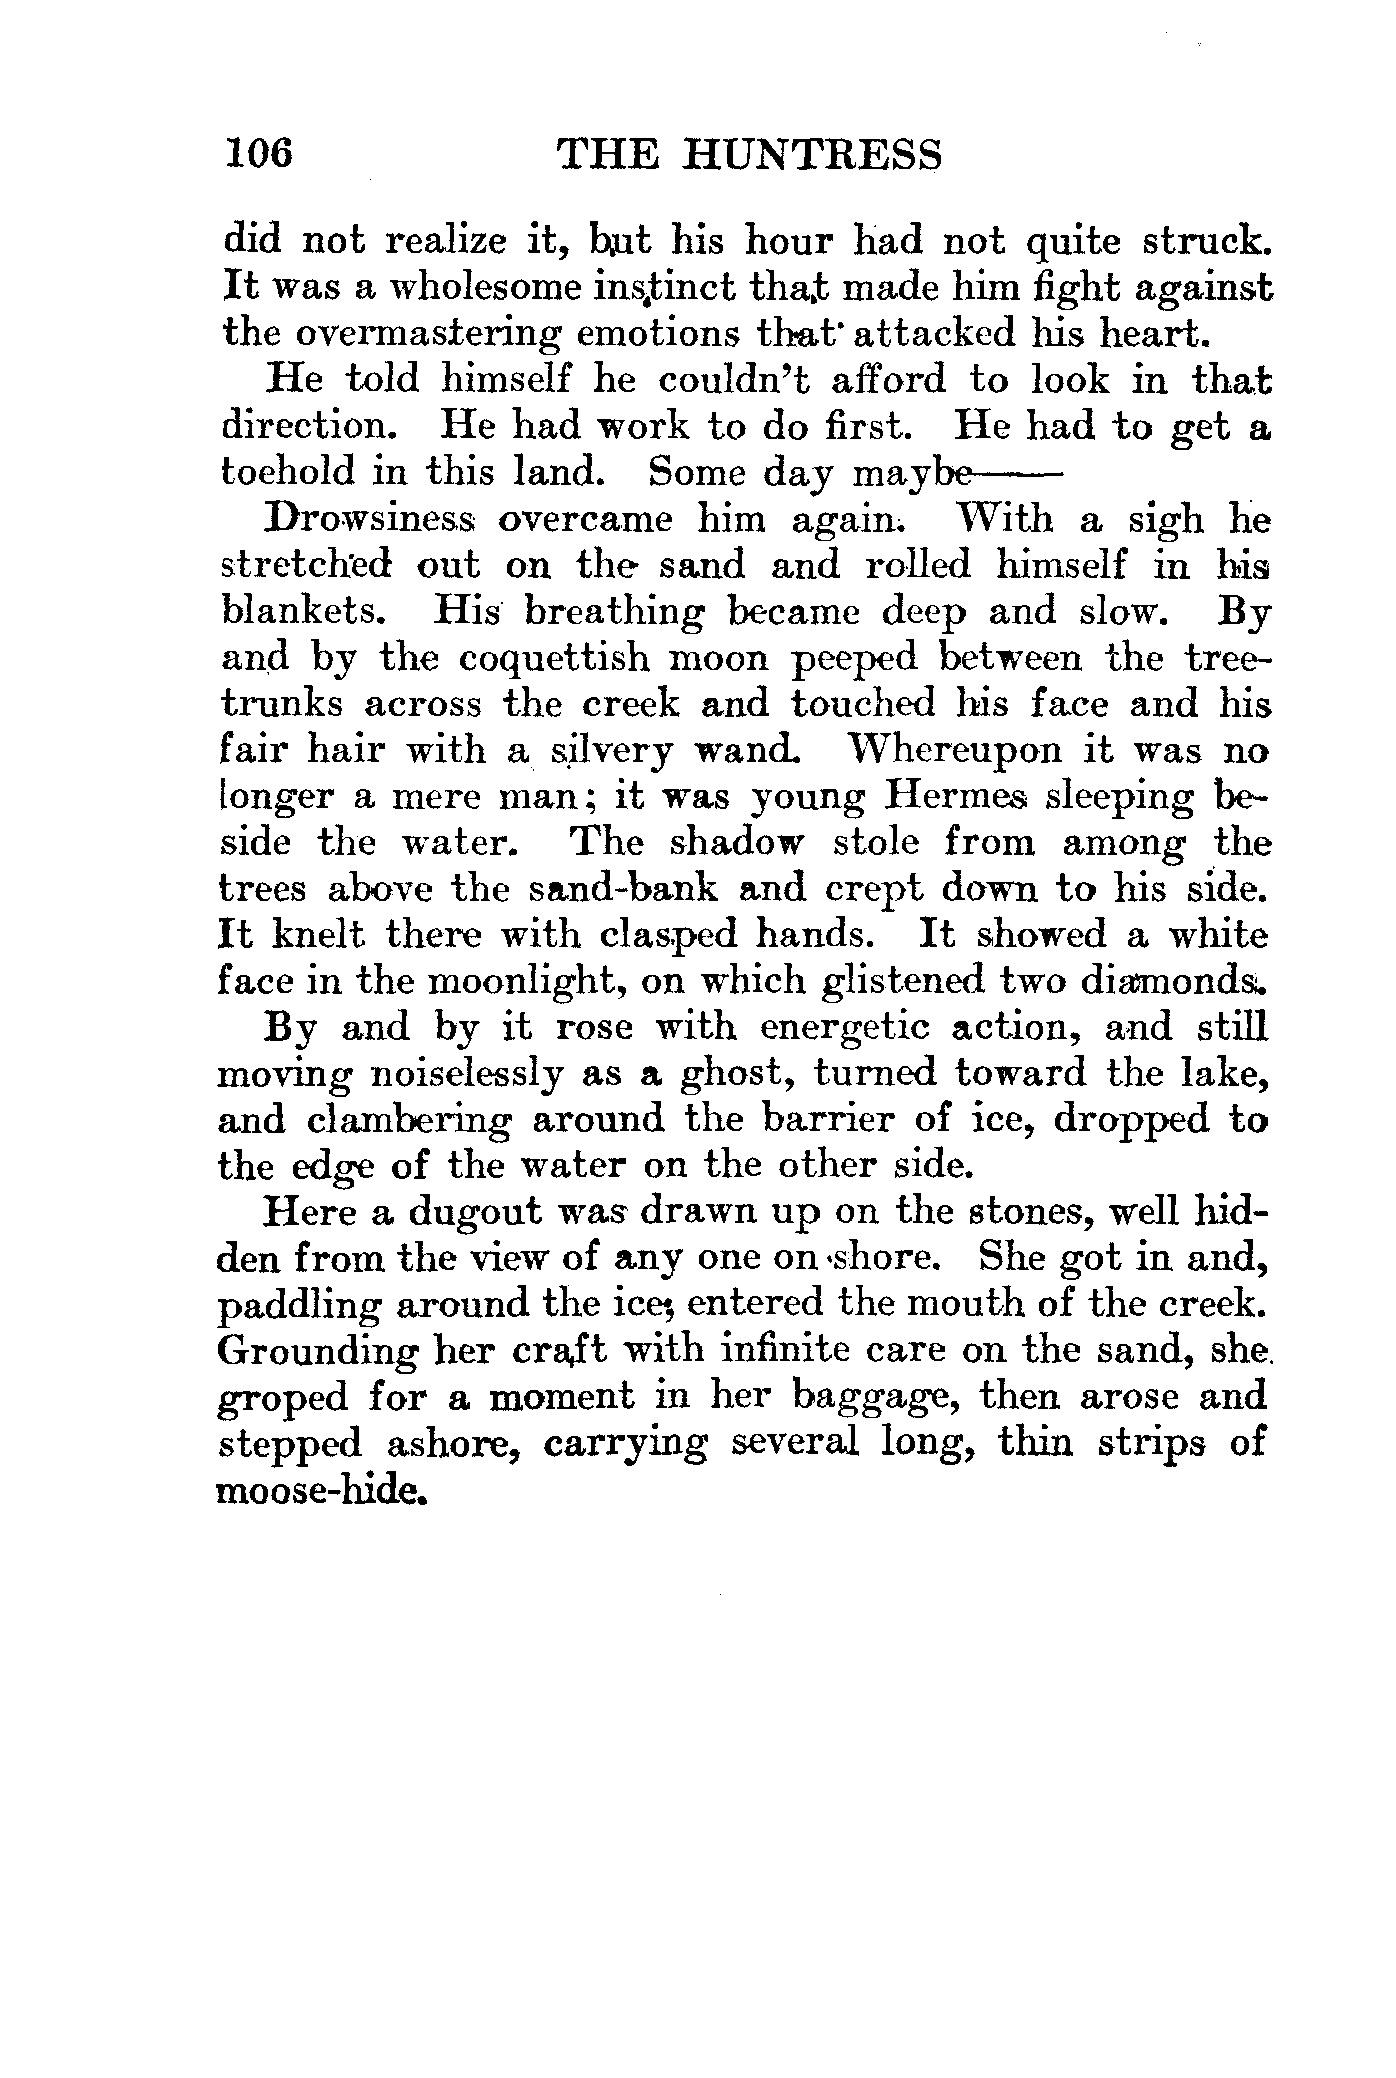 106 THE HUNTRESS
did not realize it, but his hour had not quite struck.
It was a wholesome instinct that made him fight against
the overmastering emotions that attacked his heart.
He told himself he couldn't afford to look in that
direction. He had work to do first. He had to get a
toehold in this land. Some day maybe——
Drowsiness overcame him again. With a sigh he
stretched out on the sand and rolled himself in his
blankets. His breathing became deep and slow. By
and by the coquettish moon peeped between the tree-
trunks across the creek and touched his face and his
fair hair with a silvery wand. Whereupon it was no
longer a mere man; it was young Hermes sleeping be-
side the water. The shadow stole from among the
trees above the sand-bank and crept down to his side.
It knelt there with clasped hands. It showed a white
face in the moonlight, on which glistened two diamonds.
By and by it rose with energetic action, and still
moving noiselessly as a ghost, turned toward the lake,
and clambering around the barrier of ice, dropped to
the edge of the water on the other side.
Here a dugout was drawn up on the stones, well hid-
den from the view of any one on shore. She got in and,
paddling around the ice, entered the mouth of the creek.
Grounding her craft with infinite care on the sand, she
groped for a moment in her baggage, then arose and
stepped ashore, carrying several long, thin strips of
moose-hide.